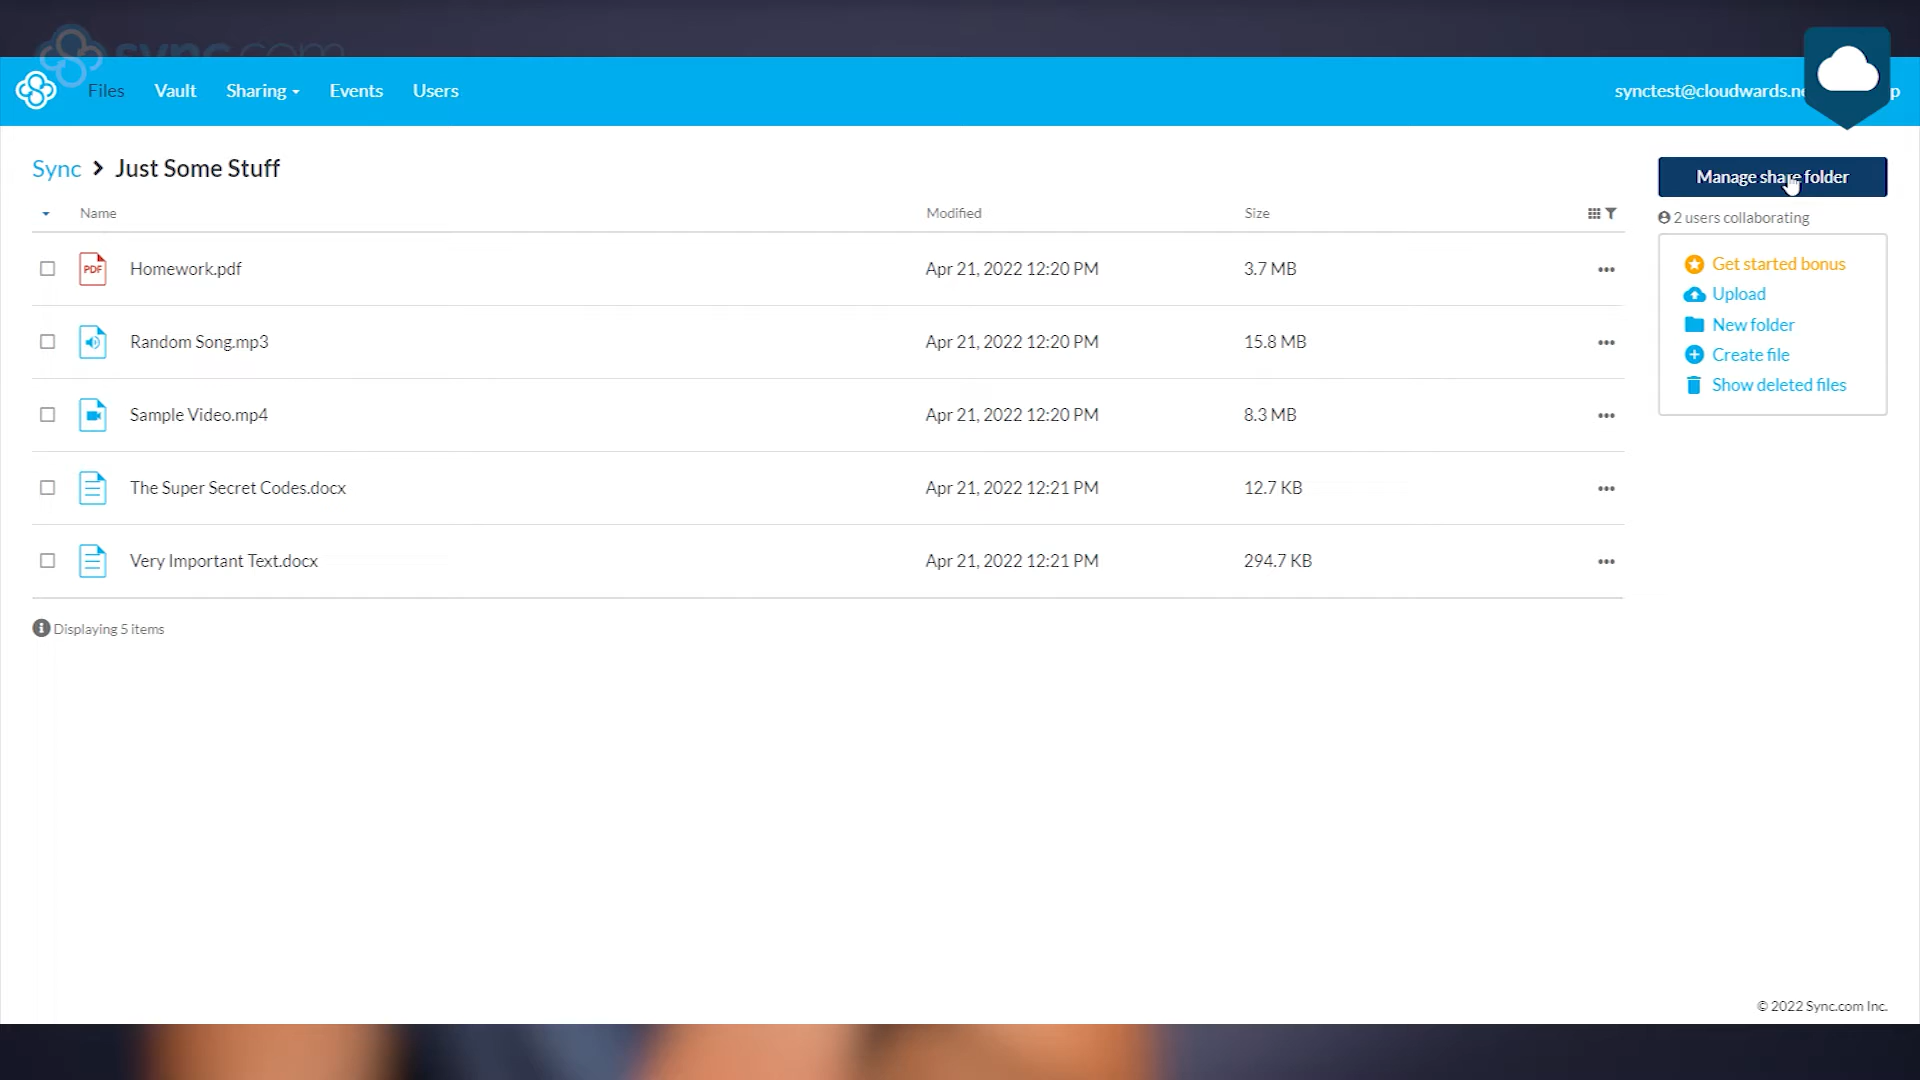 sync.com
Files Vault Sharing Events Users synctest@cloudwards.ne p
Sync > Just Some Stuff
Manage share folder
Name Modified Size
2 users collaborating
PDF Homework.pdf Apr 21, 2022 12:20 PM 3.7 MB •••
Get started bonus
Upload
New folder
Random Song.mp3 Apr 21, 2022 12:20 PM 15.8 MB •••
Create file
Show deleted files
Sample Video.mp4 Apr 21, 2022 12:20 PM 8.3 MB •••
The Super Secret Codes.docx Apr 21, 2022 12:21 PM 12.7 KB •••
Very Important Text.docx Apr 21, 2022 12:21 PM 294.7 KB •••
Displaying 5 items
© 2022 Sync.com Inc.